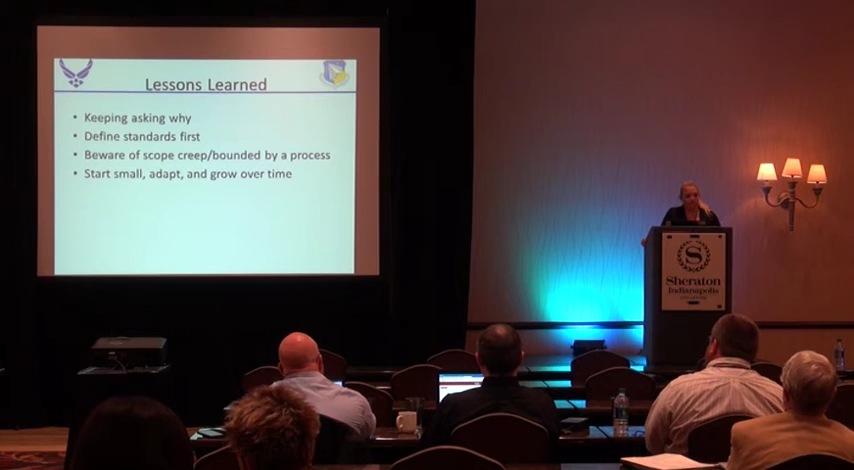 Lessons Learned
• Keeping asking why
• Define standards first
• Beware of scope creep/bounded by a process
• Start small, adapt, and grow over time
S
Sheraton
Indianapolis